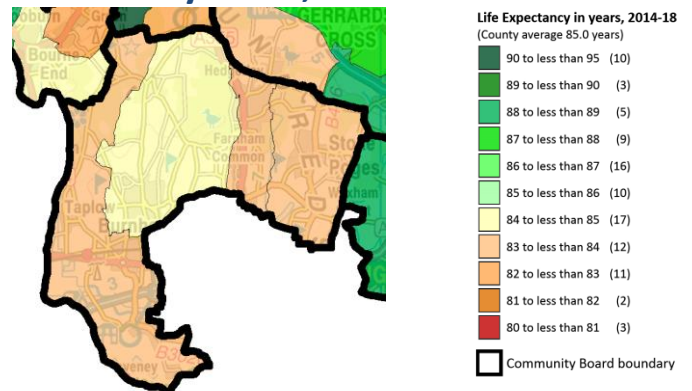 Life Expectancy in years, 2014-18
(County average 85.0 years)
90 to less than 95 (10)
89 to less than 90 (3)
88 to less than 89 (5)
87 to less than 88 (9)
86 to less than 87 (16)
85 to less than 86 (10)
84 to less than 85 (17)
83 to less than 84 (12)
82 to less than 83 (11)
81 to less than 82 (2)
80 to less than 81 (3)
Community Board boundary
GERRARDS
CROSS
Bourne
End
Farnham
Common
Stoke
Poges
Taplow